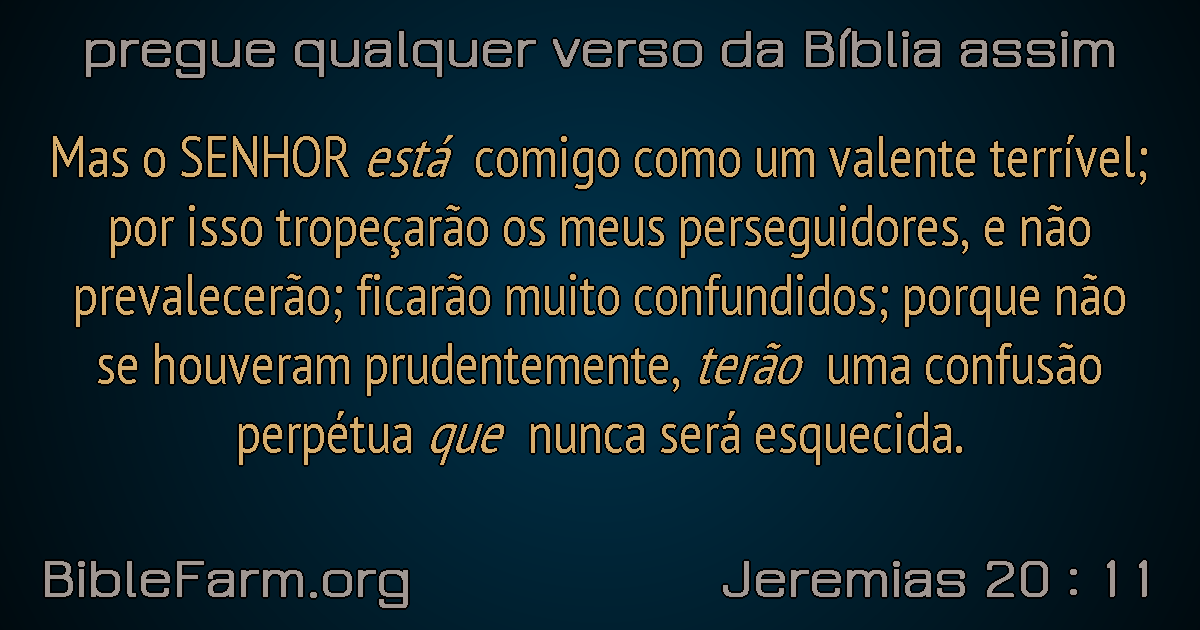 pregue qualquer verso da Bíblia assim
Mas o SENHOR está comigo como um valente terrível;
por isso tropeçarão os meus perseguidores, e não
prevalecerão; ficarão muito confundidos; porque não
se houveram prudentemente, terão uma confusão
perpétua que nunca será esquecida.
BibleFarm.org
Jeremias 20 : 11